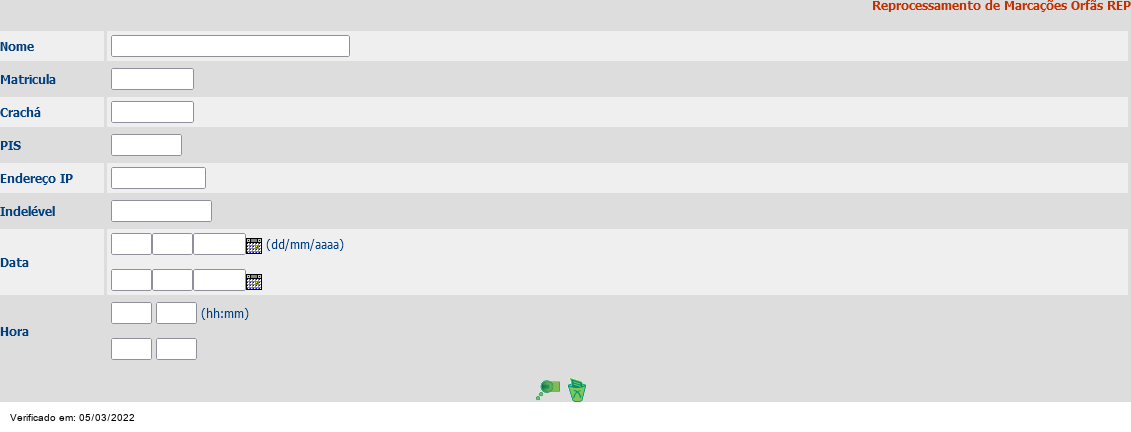 Reprocessamento de Marcações Orfãs REP
Nome
Matricula
Crachá
PIS
Endereço IP
Indelével
Data
(dd/mm/aaaa)
Hora
(hh:mm)
Verificado em: 05/03/2022